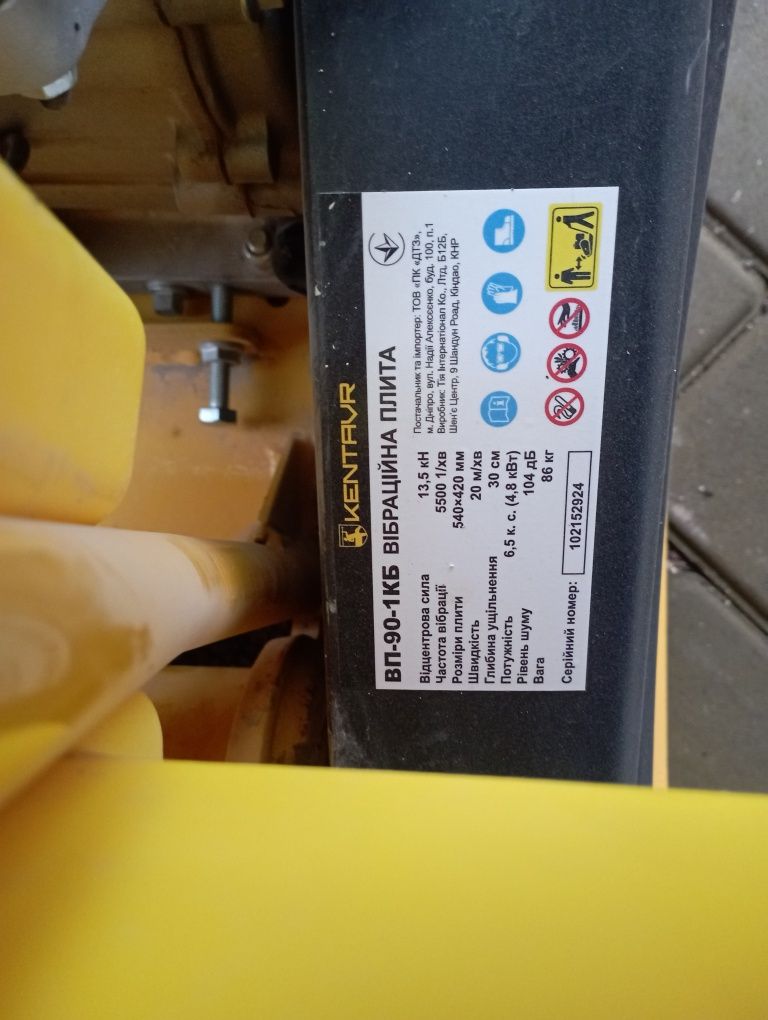 KENTAVR
ВП-90-1КБ ВІБРАЦІЙНА ПЛИТА
Відцентрова сила 13,5 кН
Частота вібрації 5500 1/хв
Розміри плити 540×420 мм
Швидкість 20 м/хв
Глибина ущільнення 30 см
Потужність 6,5 к. с. (4,8 кВт)
Рівень шуму 104 дБ
Вага 86 кг
Серійний номер: 102152924
Постачальник та імпортер: ТОВ «ПК «ДТЗ»,
м. Дніпро, вул. Надії Алексєєнко, буд. 100, п.1
Виробник: Тія Інтернаціонал Ко., Лтд, Б12Б,
Шен'с Центр, 9 Шандун Роад, Кіндао, КНР